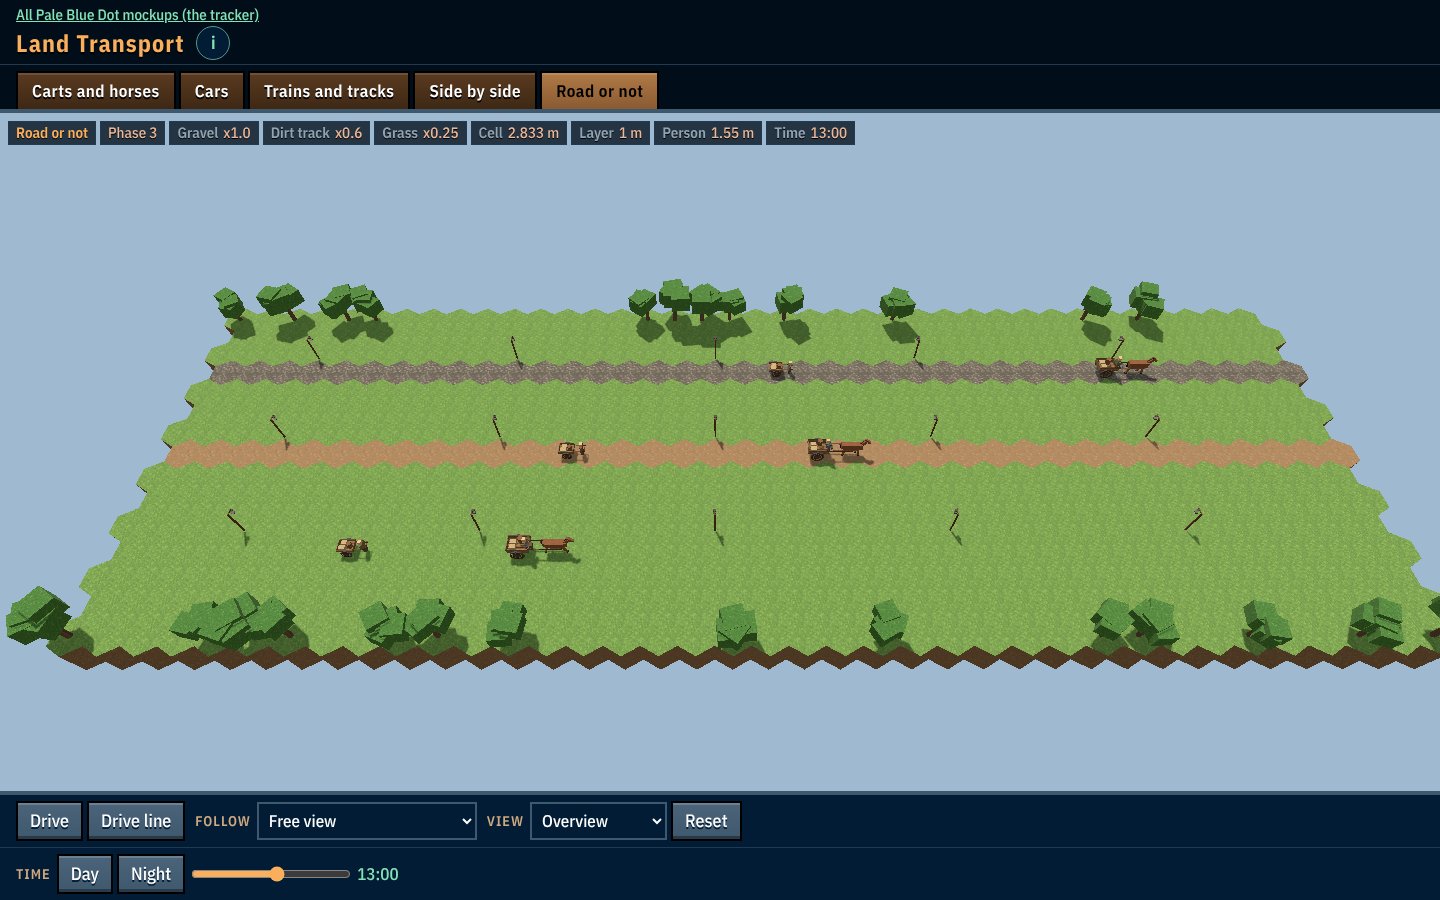 All Pale Blue Dot mockups (the tracker)
Land Transport i
Carts and horses Cars Trains and tracks Side by side Road or not
Road or not Phase 3 Gravel x1.0 Dirt track x0.6 Grass x0.25 Cell 2.833 m Layer 1 m Person 1.55 m Time 13:00
Drive Drive line FOLLOW Free view VIEW Overview Reset
TIME Day Night 13:00